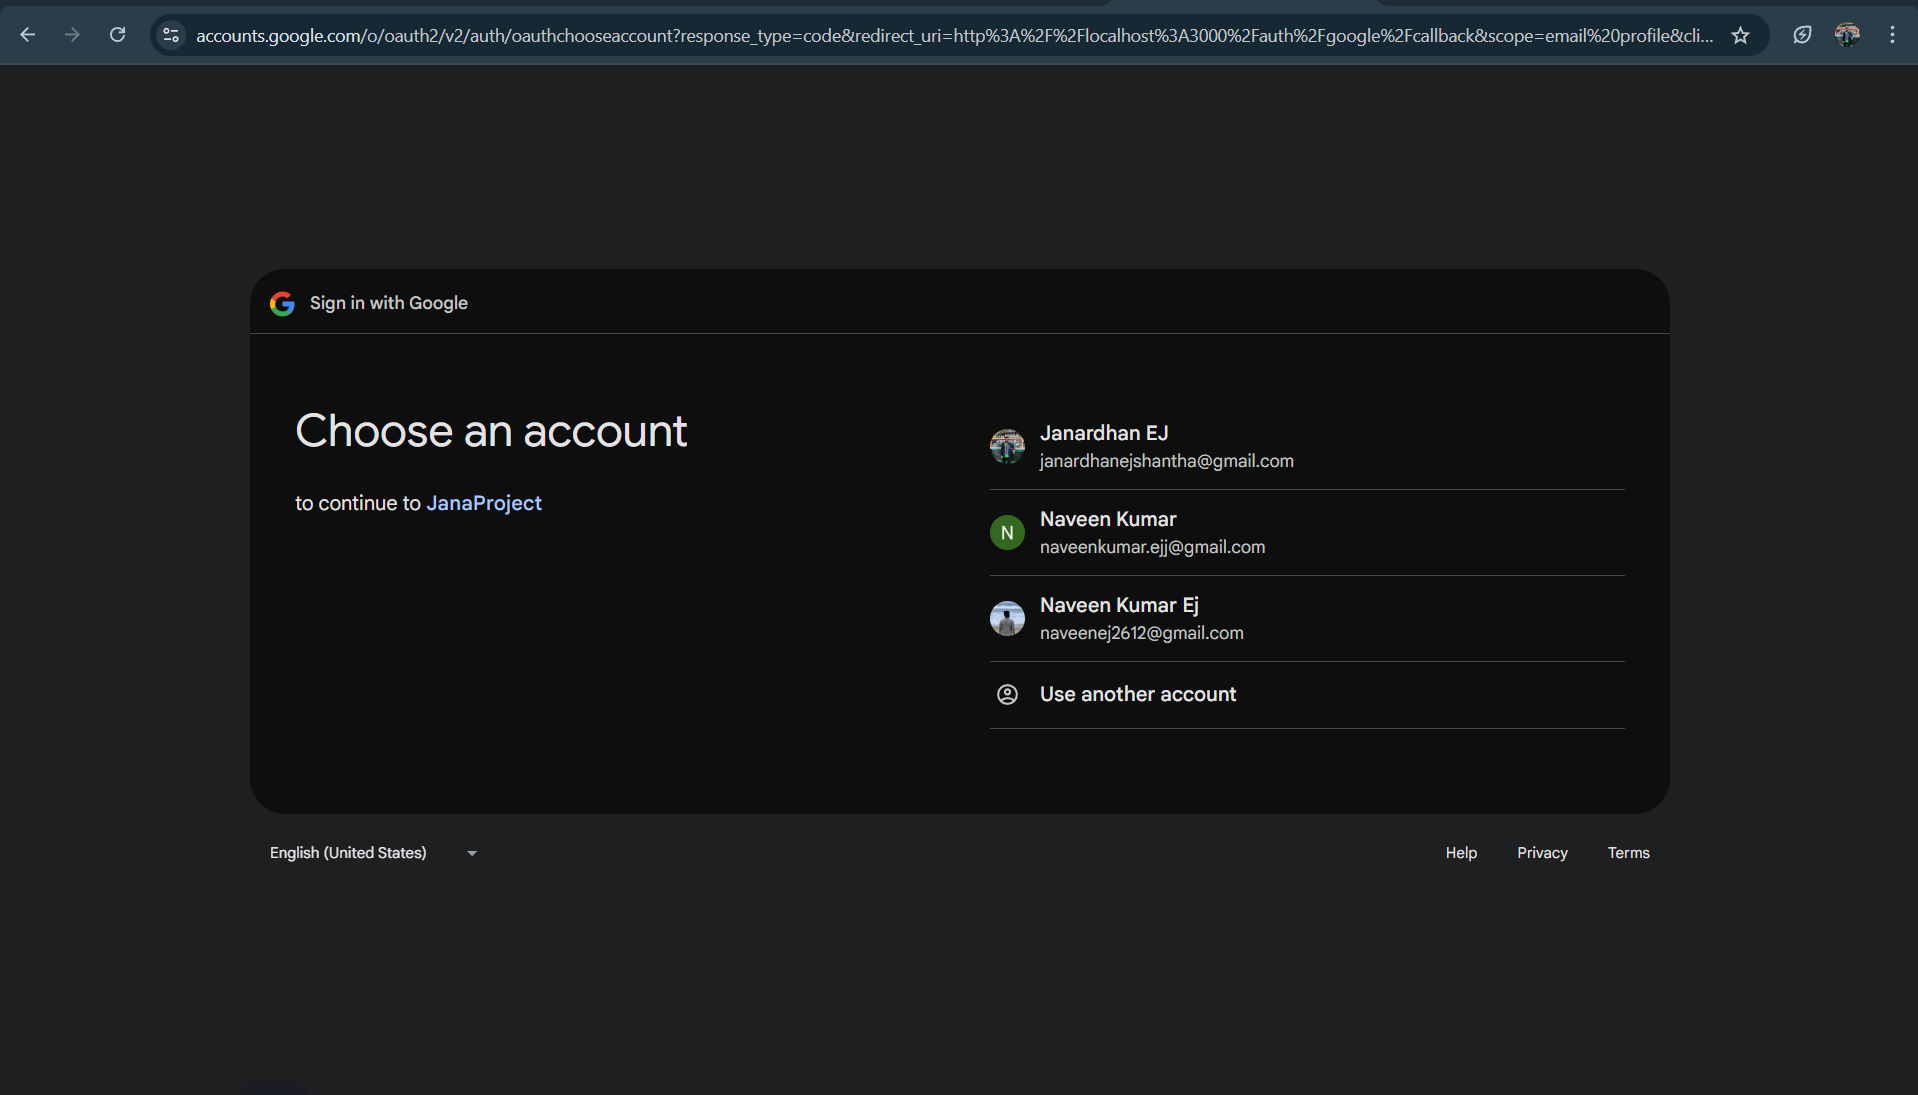 accounts.google.com/o/oauth2/v2/auth/oauthchooseaccount?response_type=code&redirect_uri=http%3A%2F%2Flocalhost%3A3000%2Fauth%2Fgoogle%2Fcallback&scope=email%20profile&cli...
Sign in with Google
Choose an account
to continue to JanaProject
Janardhan EJ
janardhanejshantha@gmail.com
N
Naveen Kumar
naveenkumar.ejj@gmail.com
Naveen Kumar Ej
naveenej2612@gmail.com
Use another account
English (United States)
Help
Privacy
Terms